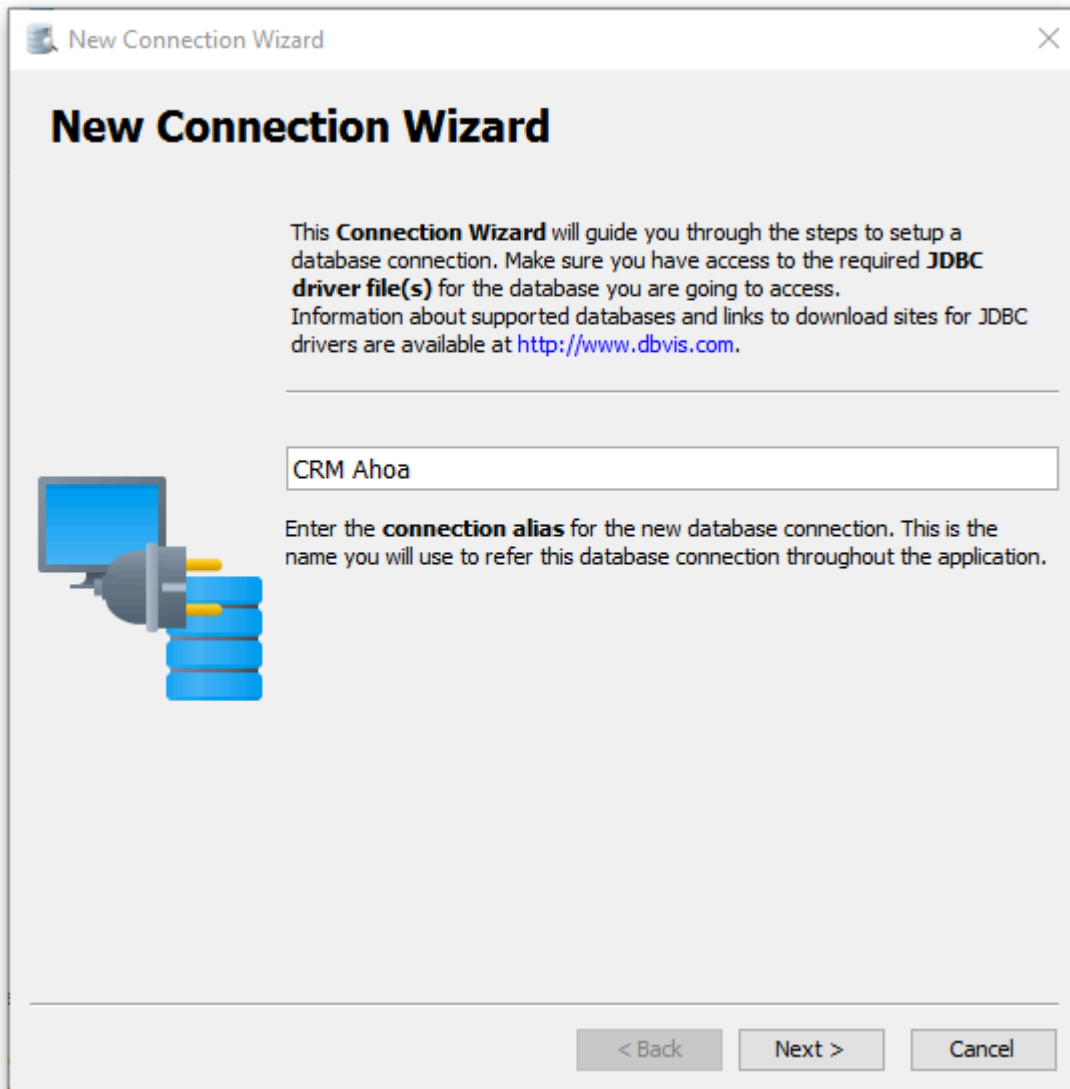 New Connection Wizard
New Connection Wizard
This Connection Wizard will guide you through the steps to setup a
database connection. Make sure you have access to the required JDBC
driver file(s) for the database you are going to access.
Information about supported databases and links to download sites for JDBC
drivers are available at http://www.dbvis.com.
CRM Ahoa
Enter the connection alias for the new database connection. This is the
name you will use to refer this database connection throughout the application.
< Back
Next >
Cancel